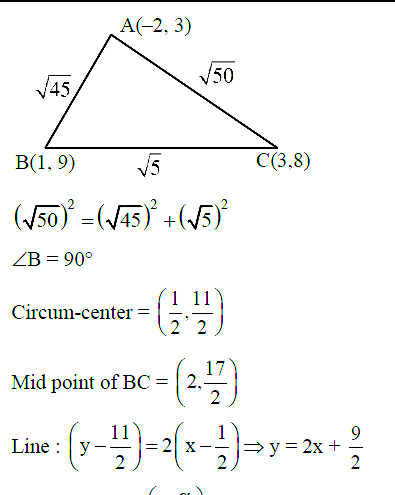 A(–2, 3)
√45
√50
B(1, 9)
√5
C(3,8)
(√50)² = (√45)² + (√5)²
∠B = 90°
Circum-center = (1/2, 11/2)
Mid point of BC = (2, 17/2)
Line : (y – 11/2) = 2(x – 1/2) ⇒ y = 2x + 9/2